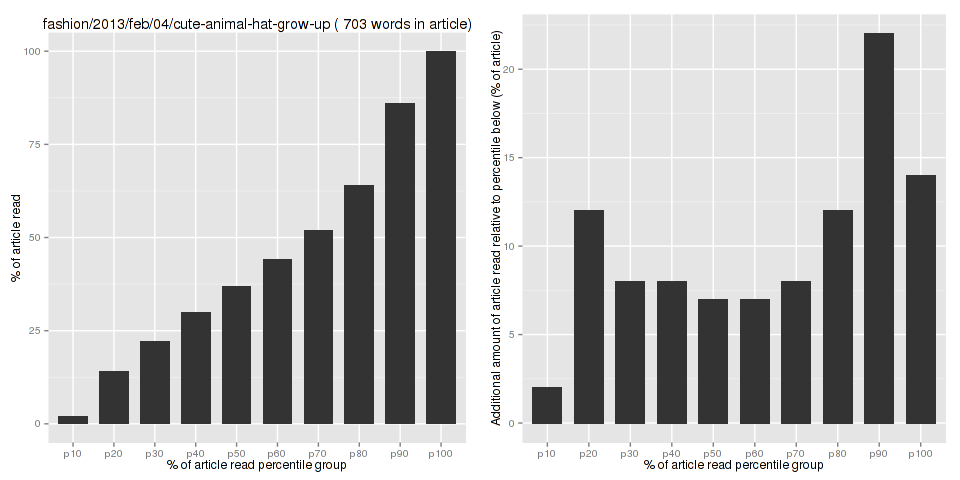 fashion/2013/feb/04/cute-animal-hat-grow-up ( 703 words in article)
% of article read
100
75
50
25
0
p10 p20 p30 p40 p50 p60 p70 p80 p90 p100
% of article read percentile group
Additional amount of article read relative to percentile below (% of article)
20
15
10
5
0
p10 p20 p30 p40 p50 p60 p70 p80 p90 p100
% of article read percentile group